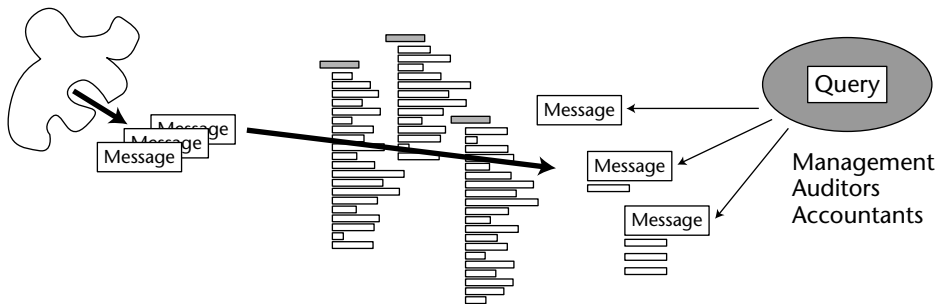 Message
Message
Message
Message
Message
Message
Query
Management
Auditors
Accountants